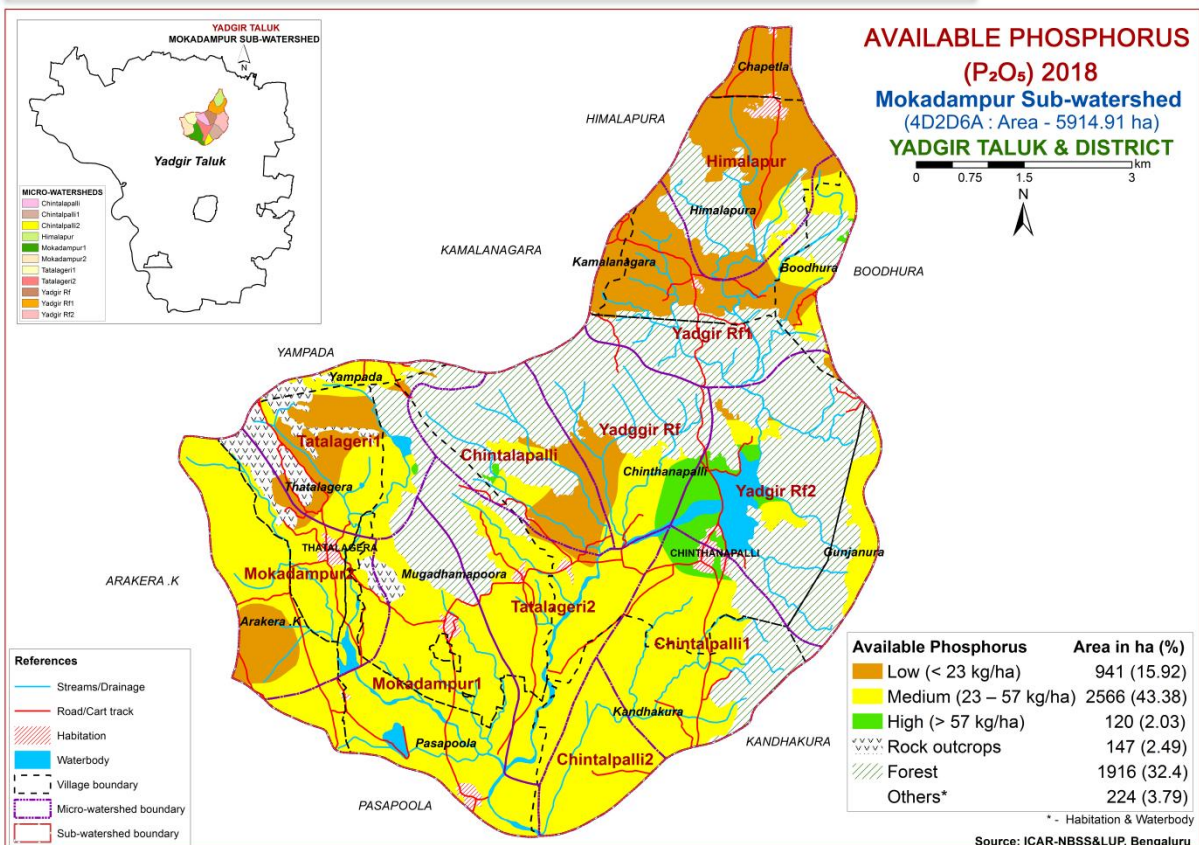 YADGIR TALUK
MOKADAMPUR SUB-WATERSHED
N
Yadgir Taluk
MICRO-WATERSHEDS
Chintalapalli
Chintalpalli1
Chintalpalli2
Himalapur
Mokadampur1
Mokadampur2
Tatalageri1
Tatalageri2
Yadgir Rf
Yadgir Rf1
Yadgir Rf2
AVAILABLE PHOSPHORUS
(P₂O₅) 2018
Mokadampur Sub-watershed
(4D2D6A : Area - 5914.91 ha)
YADGIR TALUK & DISTRICT
km
0 0.75 1.5 3
N
Chapetla
HIMALAPURA
Himalapur
Himalapura
KAMALANAGARA
Kamalanagara
Boodhura
BOODHURA
Yadgir Rf1
YAMPADA
Yampada
Tatalageri1
Chintalapalli
Yadggir Rf
Chinthanapalli
Thatalagera
Yadgir Rf2
THATALAGERA
CHINTHANAPALLI
Gunjanura
ARAKERA .K
Mokadampur2
Mugadhamapoora
Tatalageri2
Arakera .K
Chintalpalli1
Mokadampur1
Kandhakura
Pasapoola
Chintalpalli2
KANDHAKURA
PASAPOOLA
References
Streams/Drainage
Road/Cart track
Habitation
Waterbody
Village boundary
Micro-watershed boundary
Sub-watershed boundary
Available Phosphorus Area in ha (%)
Low (< 23 kg/ha) 941 (15.92)
Medium (23 – 57 kg/ha) 2566 (43.38)
High (> 57 kg/ha) 120 (2.03)
Rock outcrops 147 (2.49)
Forest 1916 (32.4)
Others* 224 (3.79)
* - Habitation & Waterbody
Source: ICAR-NBSS&LUP, Bengaluru